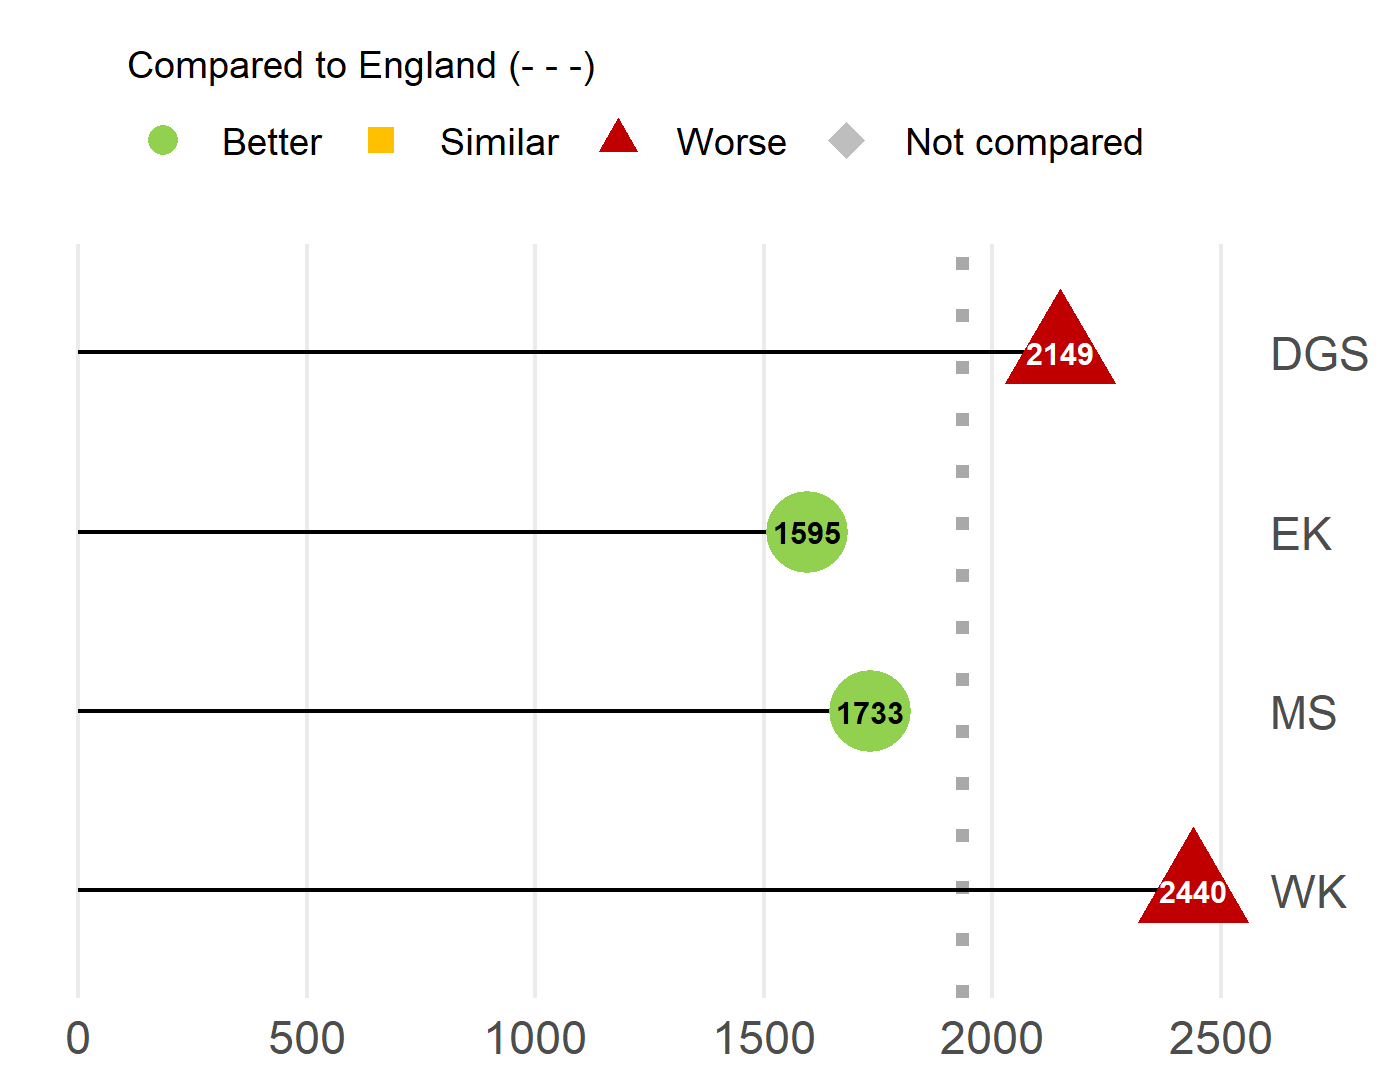 Compared to England (- - -)
Better Similar Worse Not compared
2149 DGS
1595 EK
1733 MS
2440 WK
0 500 1000 1500 2000 2500